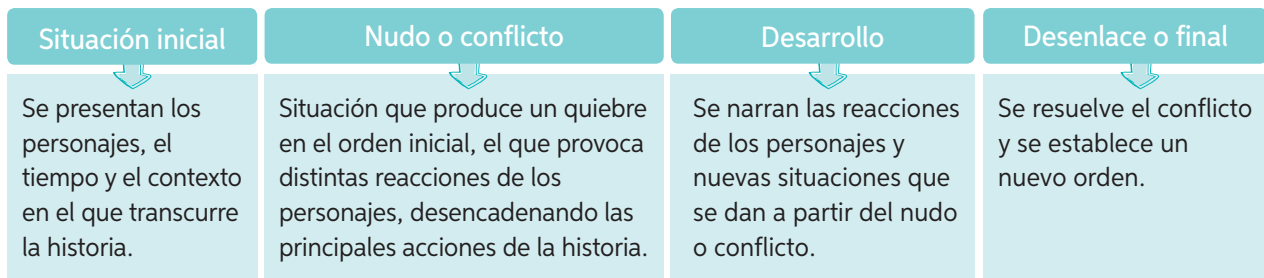 Situación inicial
Se presentan los
personajes, el
tiempo y el contexto
en el que transcurre
la historia.
Nudo o conflicto
Situación que produce un quiebre
en el orden inicial, el que provoca
distintas reacciones de los
personajes, desencadenando las
principales acciones de la historia.
Desarrollo
Se narran las reacciones
de los personajes y
nuevas situaciones que
se dan a partir del nudo
o conflicto.
Desenlace o final
Se resuelve el conflicto
y se establece un
nuevo orden.